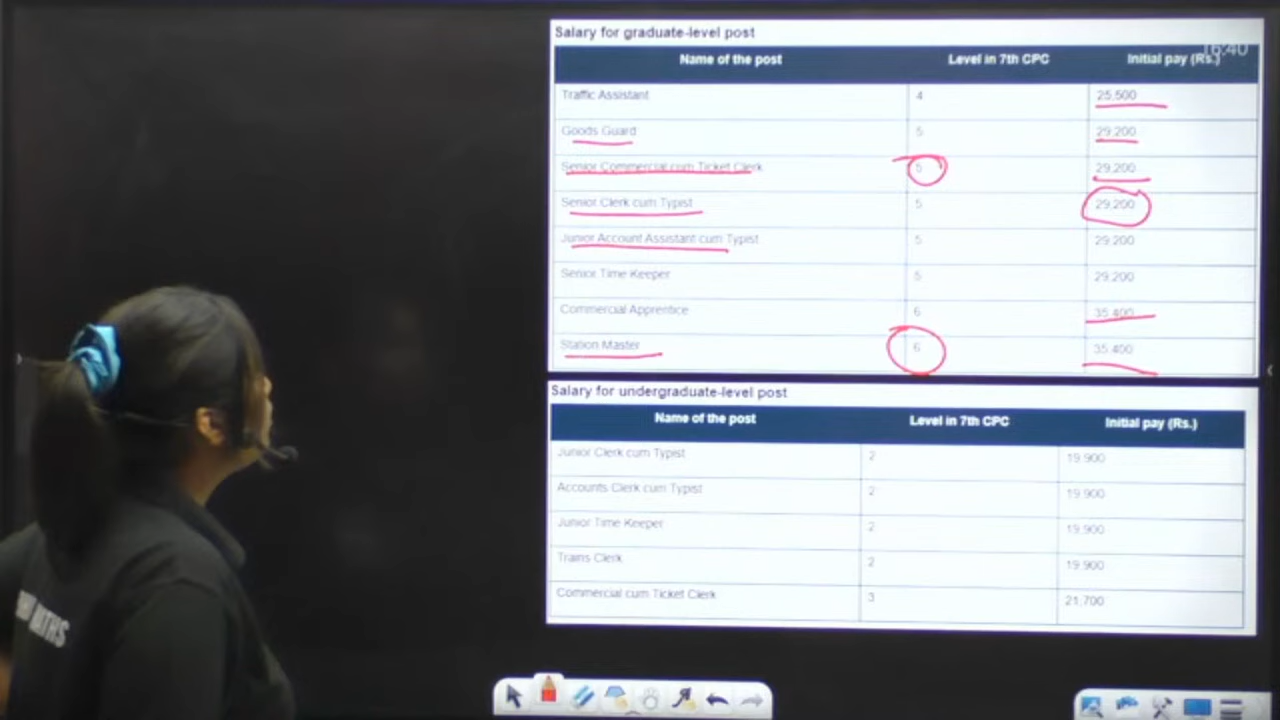 Salary for graduate-level post
16:40
Name of the post Level in 7th CPC Initial pay (Rs.)
Traffic Assistant 4 25,500
Goods Guard 5 29,200
Senior Commercial cum Ticket Clerk 5 29,200
Senior Clerk cum Typist 5 29,200
Junior Account Assistant cum Typist 5 29,200
Senior Time Keeper 5 29,200
Commercial Apprentice 6 35,400
Station Master 6 35,400
Salary for undergraduate-level post
Name of the post Level in 7th CPC Initial pay (Rs.)
Junior Clerk cum Typist 2 19,900
Accounts Clerk cum Typist 2 19,900
Junior Time Keeper 2 19,900
Trains Clerk 2 19,900
Commercial cum Ticket Clerk 3 21,700